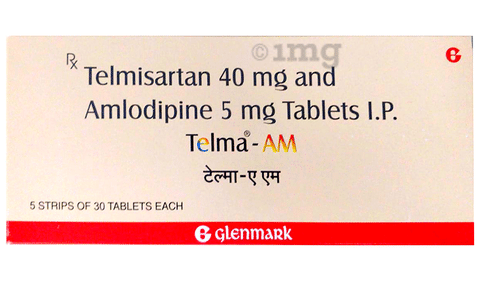 ©1mg
Rx Telmisartan 40 mg and
Amlodipine 5 mg Tablets I.P.
Telma®-AM
टेल्मा-ए एम
5 STRIPS OF 30 TABLETS EACH
G GLENMARK